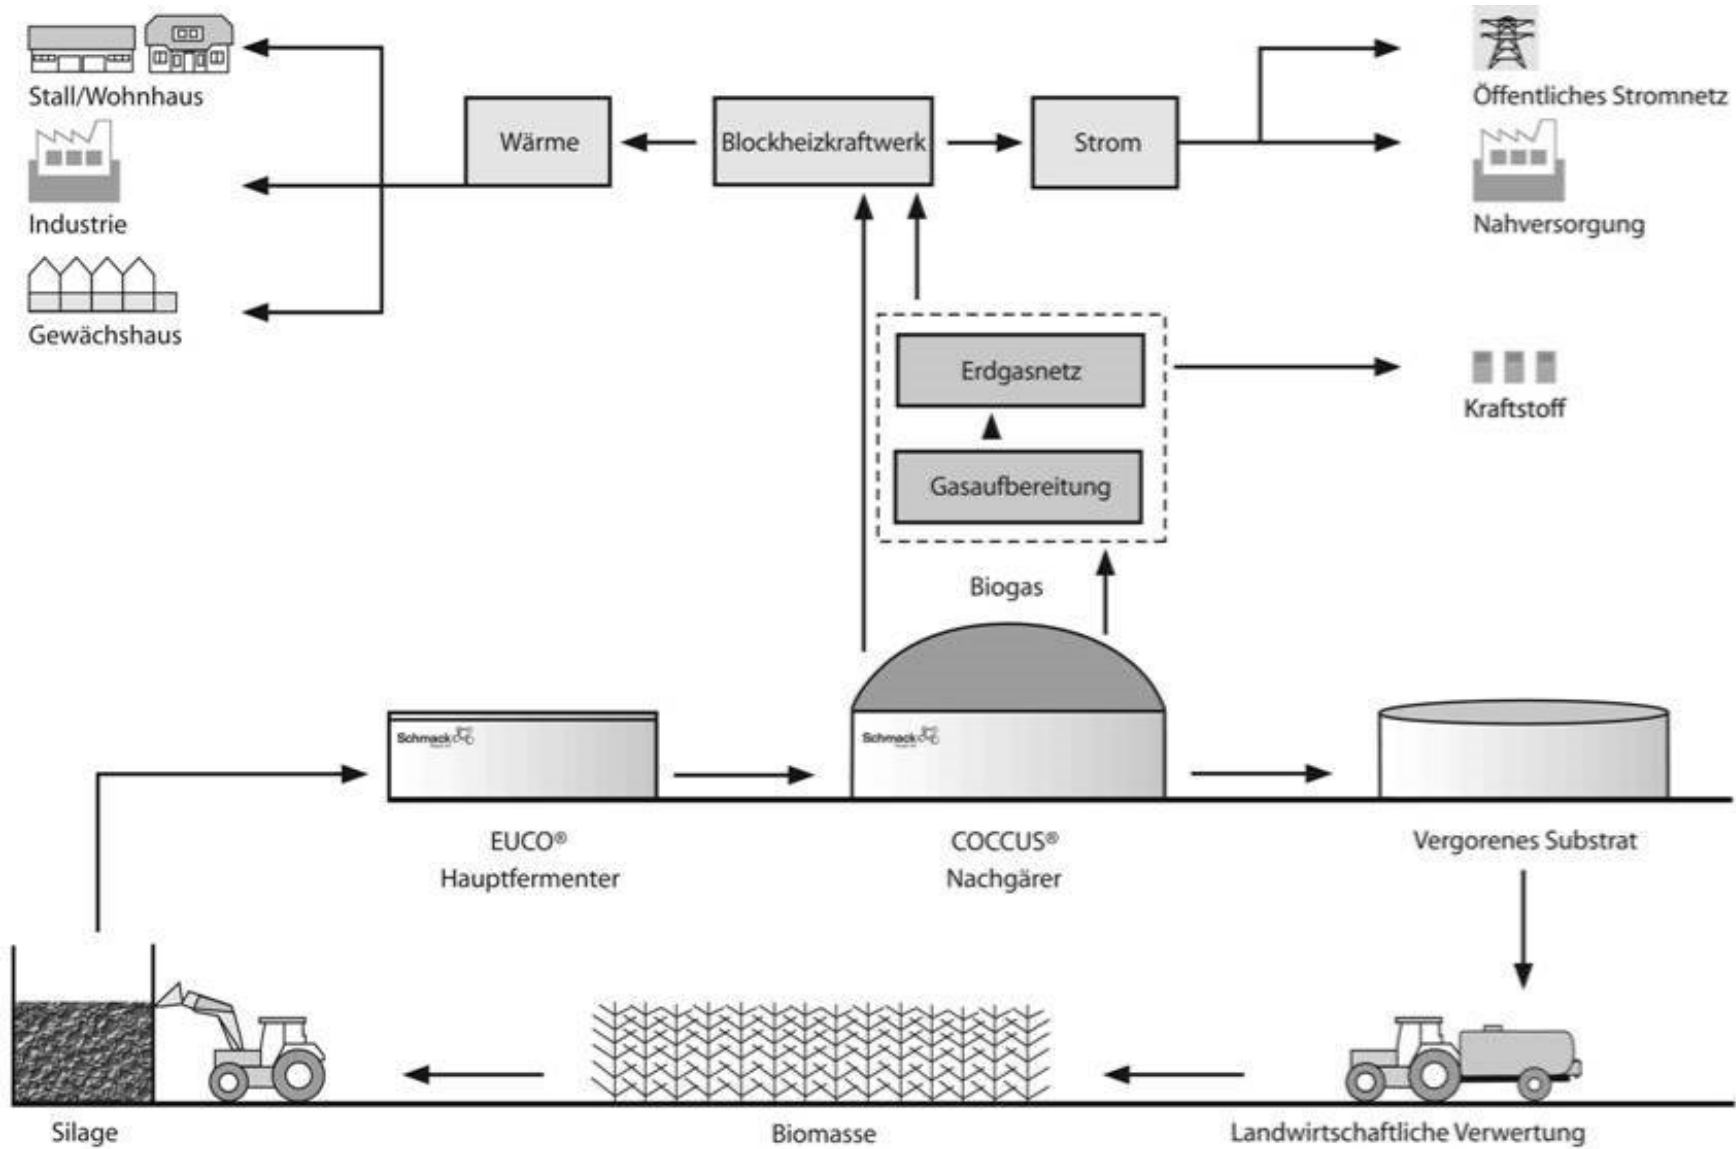 Stall/Wohnhaus
Industrie
Gewächshaus
Wärme
Blockheizkraftwerk
Strom
Öffentliches Stromnetz
Nahversorgung
Erdgasnetz
Gasaufbereitung
Kraftstoff
Biogas
Schmack
Schmack
EUCO®
Hauptfermenter
COCCUS®
Nachgärer
Vergorenes Substrat
Silage
Biomasse
Landwirtschaftliche Verwertung